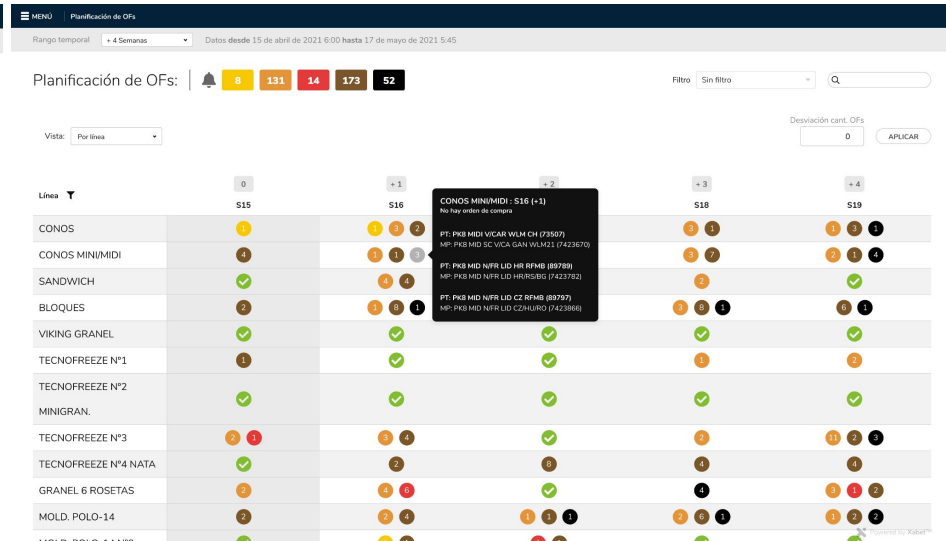 MENÚ Planificación de OFs
Rango temporal + 4 Semanas Datos desde 15 de abril de 2021 6:00 hasta 17 de mayo de 2021 5:45
Planificación de OFs: 8 131 14 173 52 Filtro Sin filtro
Desviación cant. OFs
Vista: Por línea 0 APLICAR
0 + 1 + 2 + 3 + 4
Línea S15 S16 S18 S19
CONOS MINI/MIDI : S16 (+1)
No hay orden de compra
PT: PK8 MIDI V/CAR WLM CH (73507)
MP: PK8 MID SC V/CA GAN WLM21 (7423670)
PT: PK8 MID N/FR LID HR RFMB (89789)
MP: PK8 MID N/FR LID HR/RS/BG (7423782)
PT: PK8 MID N/FR LID CZ RFMB (89797)
MP: PK8 MID N/FR LID CZ/HU/RO (7423866)
CONOS 1 1 3 2 3 1 1 3 1
CONOS MINI/MIDI 4 1 1 3 3 7 2 1 4
SANDWICH 4 4 2
BLOQUES 2 1 8 1 3 8 1 6 1
VIKING GRANEL
TECNOFREEZE Nº1 1 1 2
TECNOFREEZE Nº2
MINIGRAN.
TECNOFREEZE Nº3 2 1 3 4 2 11 2 3
TECNOFREEZE Nº4 NATA 2 8 4 4
GRANEL 6 ROSETAS 2 4 6 4 3 1 2
MOLD. POLO-14 2 2 4 1 1 1 2 6 1 1 2 2
Powered by Xabet™